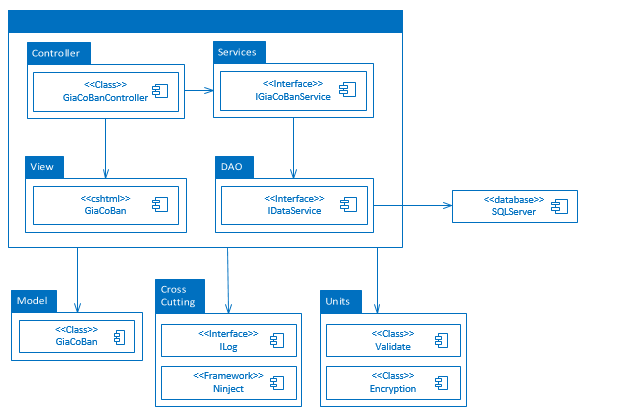 Controller
<<Class>>
GiaCoBanController
Services
<<Interface>>
IGiaCoBanService
View
<<cshtml>>
GiaCoBan
DAO
<<Interface>>
IDataService
<<database>>
SQLServer
Model
<<Class>>
GiaCoBan
Cross
Cutting
<<Interface>>
ILog
<<Framework>>
Ninject
Units
<<Class>>
Validate
<<Class>>
Encryption